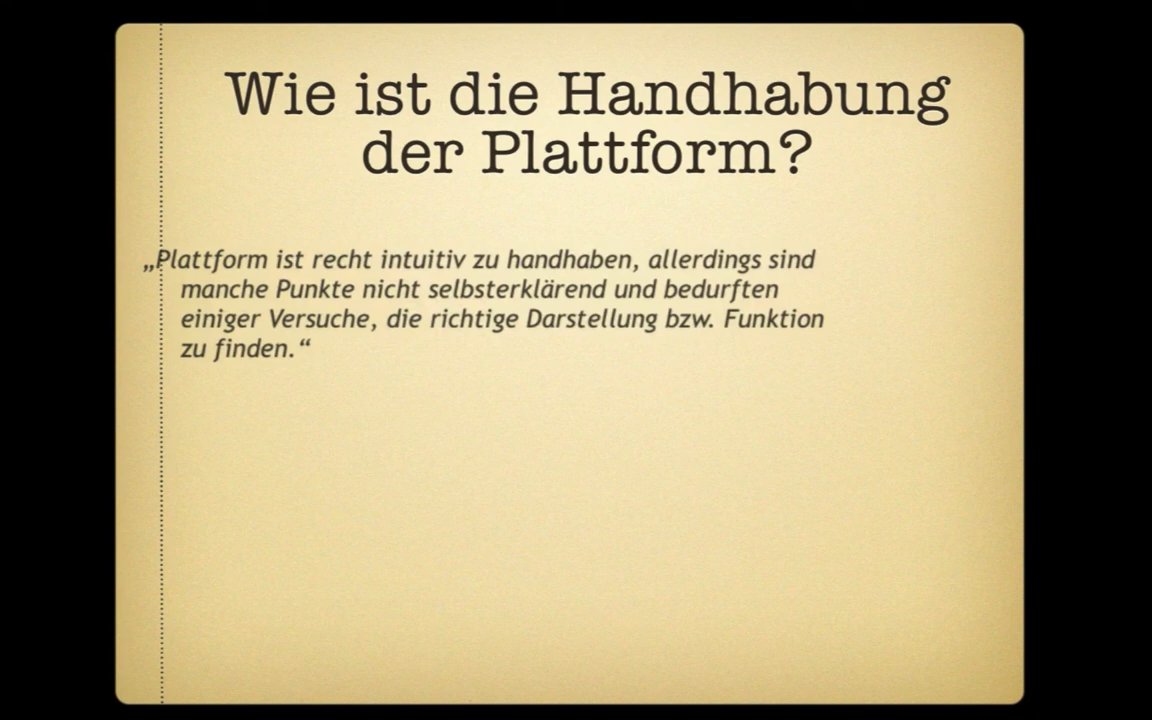 Wie ist die Handhabung
der Plattform?
„Plattform ist recht intuitiv zu handhaben, allerdings sind
manche Punkte nicht selbsterklärend und bedurften
einiger Versuche, die richtige Darstellung bzw. Funktion
zu finden.“